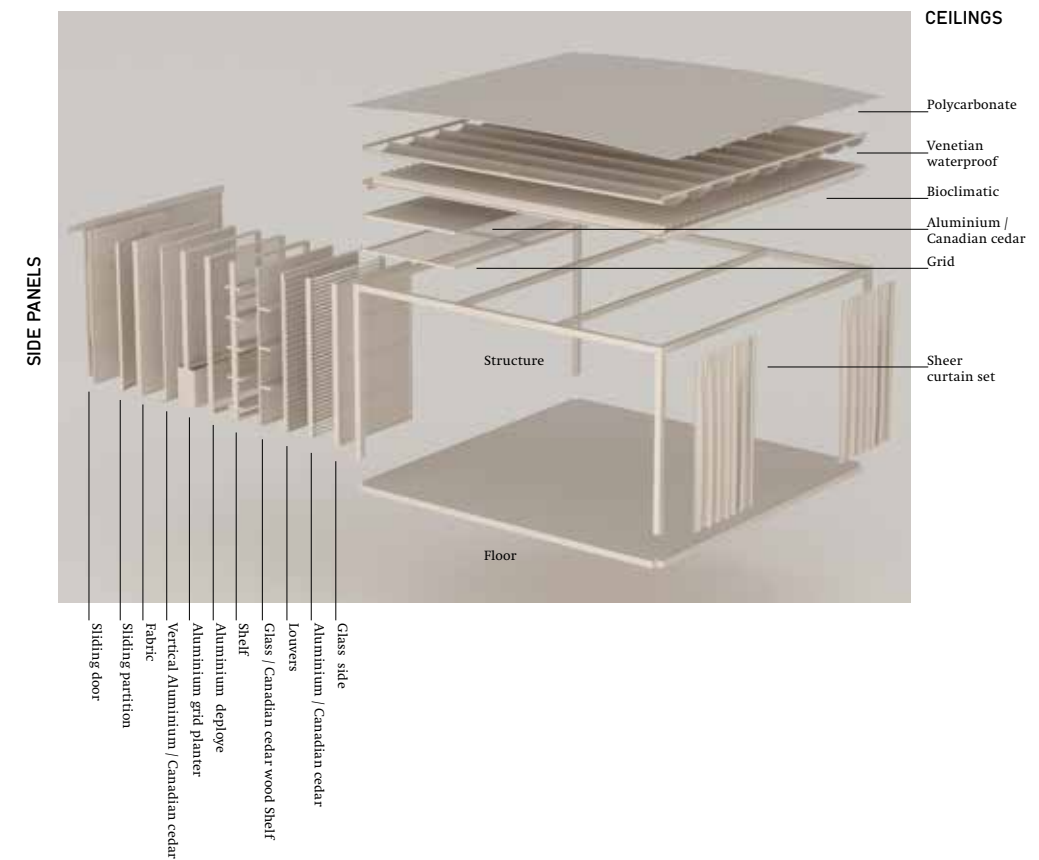 CEILINGS
Polycarbonate
Venetian
waterproof
Bioclimatic
Aluminium /
Canadian cedar
Grid
Sheer
curtain set
Structure
Floor
SIDE PANELS
Sliding door
Sliding partition
Fabric
Vertical Aluminium / Canadian cedar
Aluminium grid planter
Aluminium deploye
Shelf
Glass / Canadian cedar wood Shelf
Louvers
Aluminium / Canadian cedar
Glass side